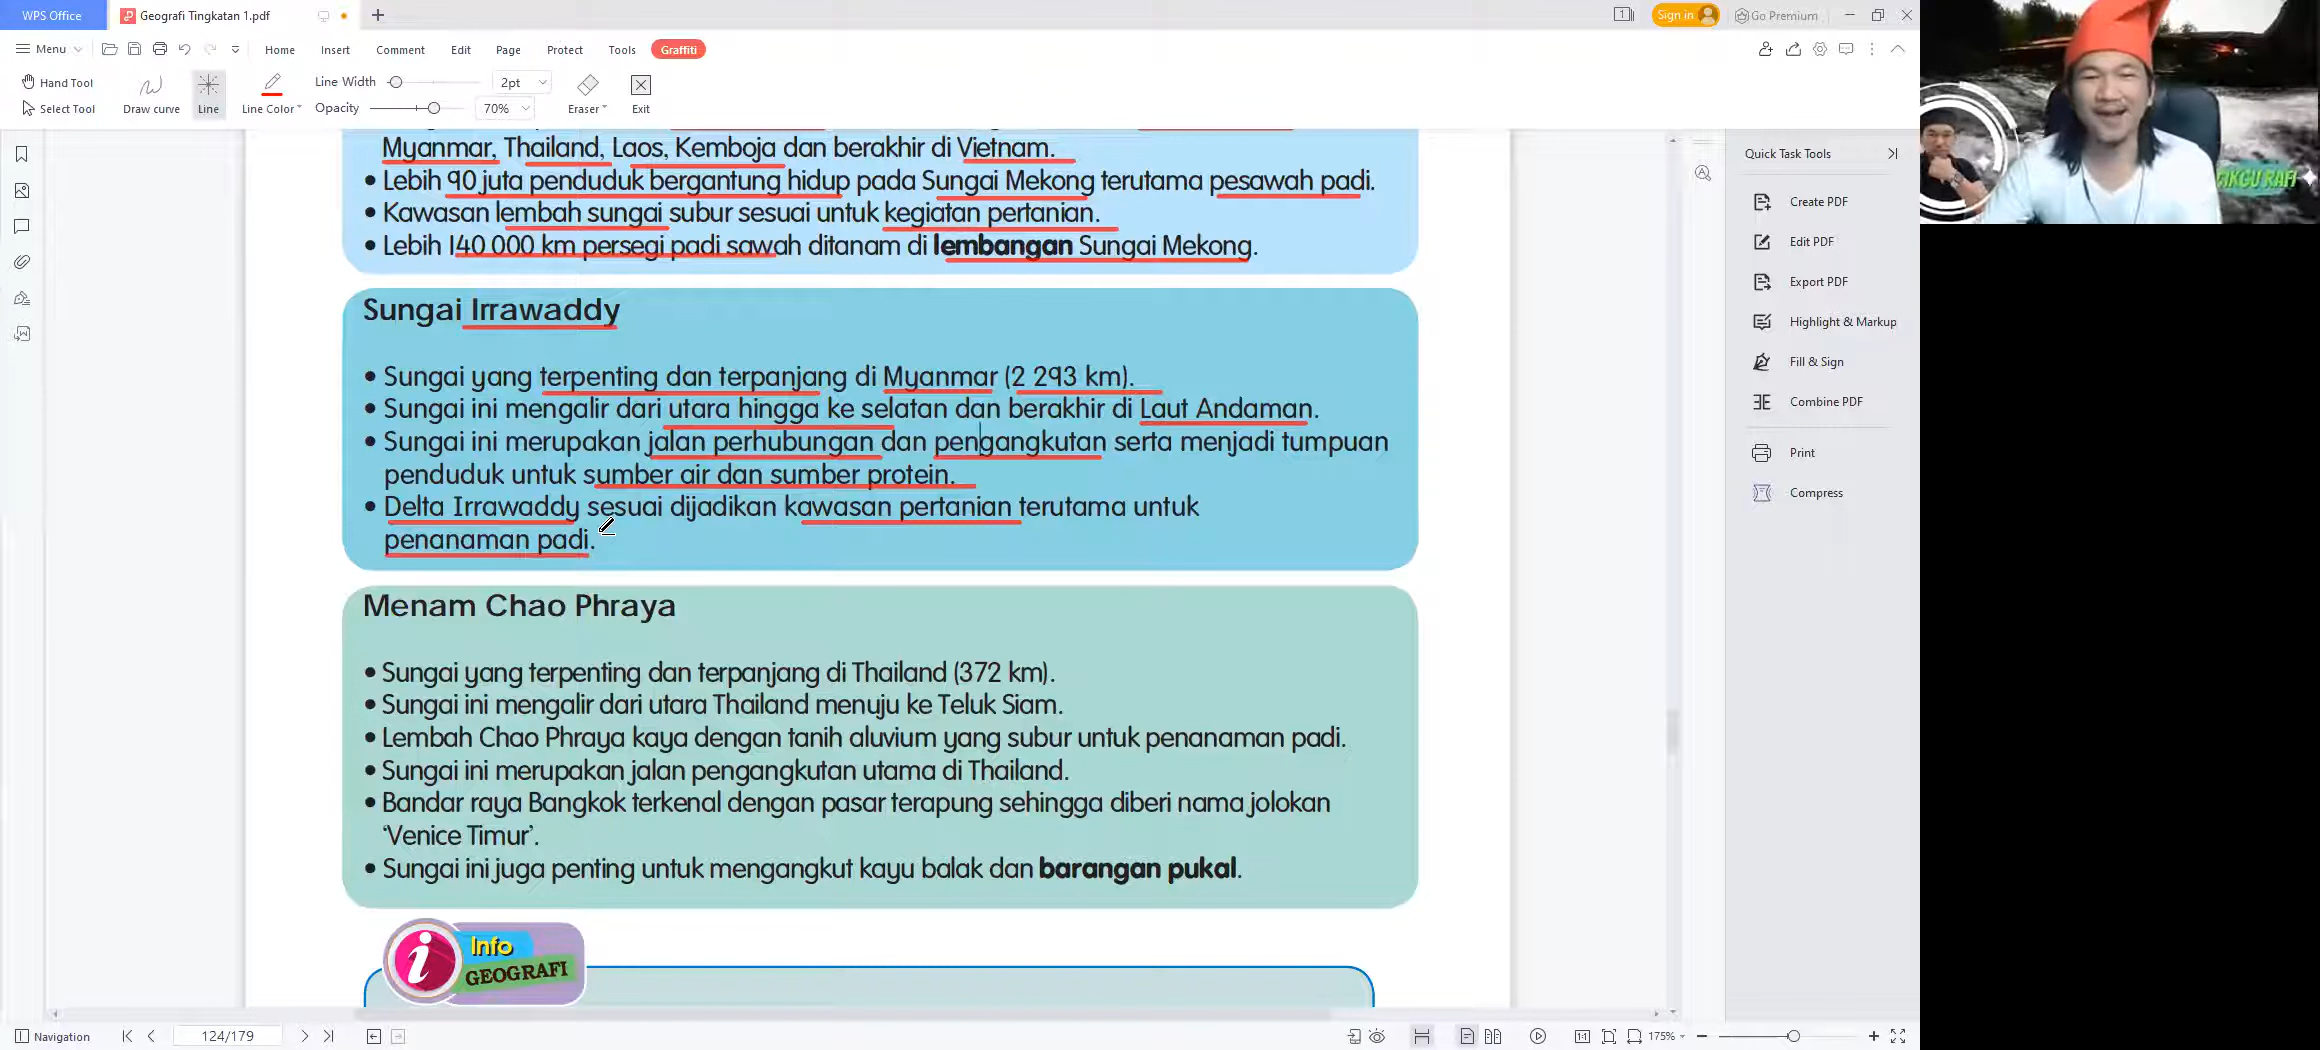 WPS Office
Geografi Tingkatan 1.pdf
1
Sign in
Go Premium
Menu
Home
Insert
Comment
Edit
Page
Protect
Tools
Graffiti
Hand Tool
Select Tool
Draw curve
Line
Line Color
Line Width
2pt
Opacity
70%
Eraser
Exit
Myanmar, Thailand, Laos, Kemboja dan berakhir di Vietnam.
• Lebih 90 juta penduduk bergantung hidup pada Sungai Mekong terutama pesawah padi.
• Kawasan lembah sungai subur sesuai untuk kegiatan pertanian.
• Lebih 140 000 km persegi padi sawah ditanam di lembangan Sungai Mekong.
Sungai Irrawaddy
• Sungai yang terpenting dan terpanjang di Myanmar (2 293 km).
• Sungai ini mengalir dari utara hingga ke selatan dan berakhir di Laut Andaman.
• Sungai ini merupakan jalan perhubungan dan pengangkutan serta menjadi tumpuan
penduduk untuk sumber air dan sumber protein.
• Delta Irrawaddy sesuai dijadikan kawasan pertanian terutama untuk
penanaman padi.
Menam Chao Phraya
• Sungai yang terpenting dan terpanjang di Thailand (372 km).
• Sungai ini mengalir dari utara Thailand menuju ke Teluk Siam.
• Lembah Chao Phraya kaya dengan tanih aluvium yang subur untuk penanaman padi.
• Sungai ini merupakan jalan pengangkutan utama di Thailand.
• Bandar raya Bangkok terkenal dengan pasar terapung sehingga diberi nama jolokan
‘Venice Timur’.
• Sungai ini juga penting untuk mengangkut kayu balak dan barangan pukal.
i Info
GEOGRAFI
Quick Task Tools
Create PDF
Edit PDF
Export PDF
Highlight & Markup
Fill & Sign
Combine PDF
Print
Compress
CIKGU RAFI
Navigation
124/179
1:1
175%